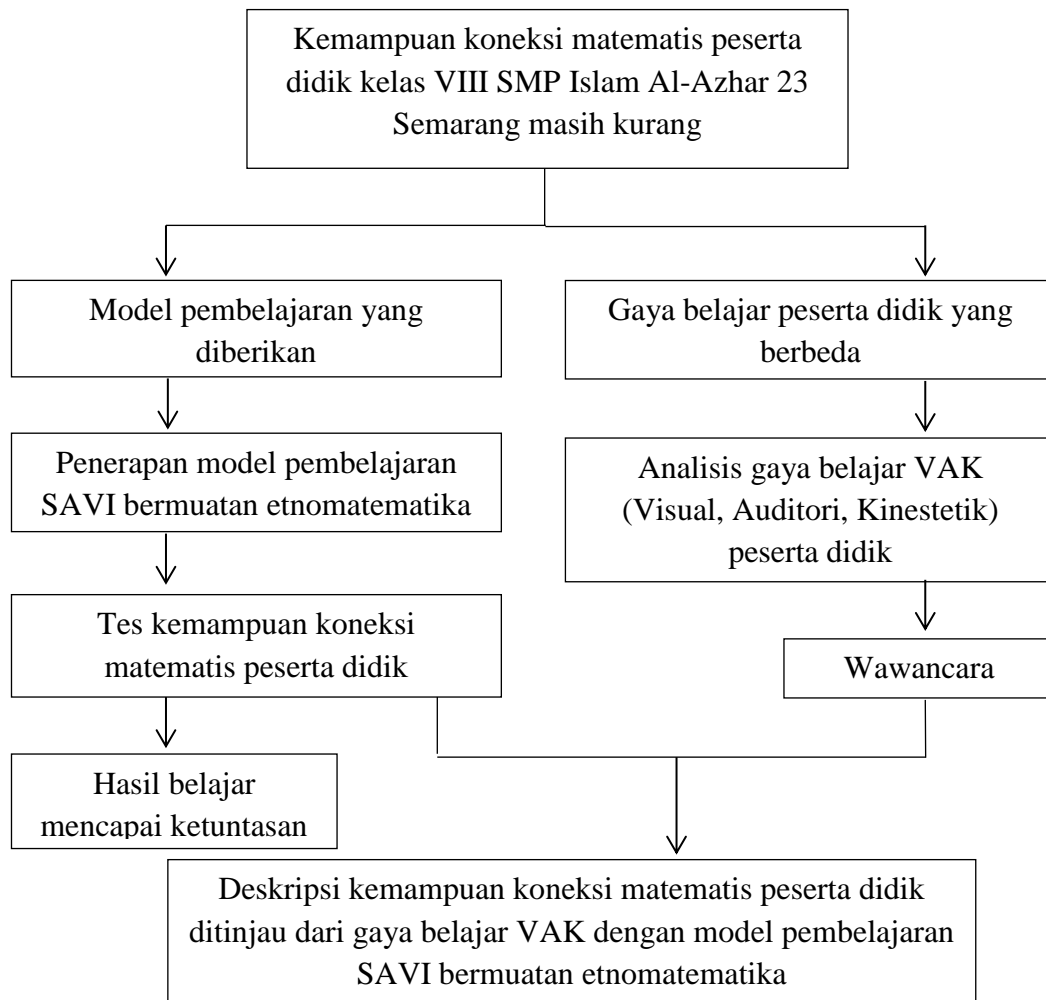 Kemampuan koneksi matematis peserta
didik kelas VIII SMP Islam Al-Azhar 23
Semarang masih kurang
Model pembelajaran yang
diberikan
Gaya belajar peserta didik yang
berbeda
Penerapan model pembelajaran
SAVI bermuatan etnomatematika
Analisis gaya belajar VAK
(Visual, Auditori, Kinestetik)
peserta didik
Tes kemampuan koneksi
matematis peserta didik
Wawancara
Hasil belajar
mencapai ketuntasan
Deskripsi kemampuan koneksi matematis peserta didik
ditinjau dari gaya belajar VAK dengan model pembelajaran
SAVI bermuatan etnomatematika